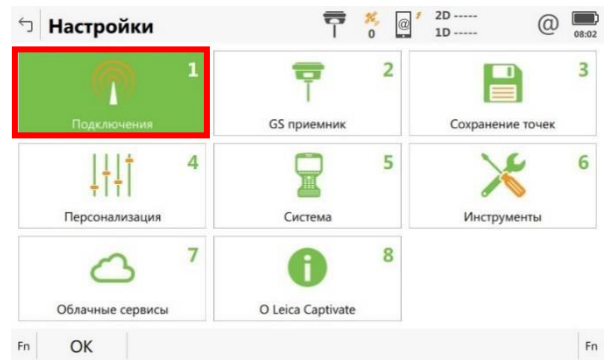 Настройки
0
@
2D -----
1D -----
@
08:02
1
Подключения
2
GS приемник
3
Сохранение точек
4
Персонализация
5
Система
6
Инструменты
7
Облачные сервисы
8
О Leica Captivate
Fn
OK
Fn